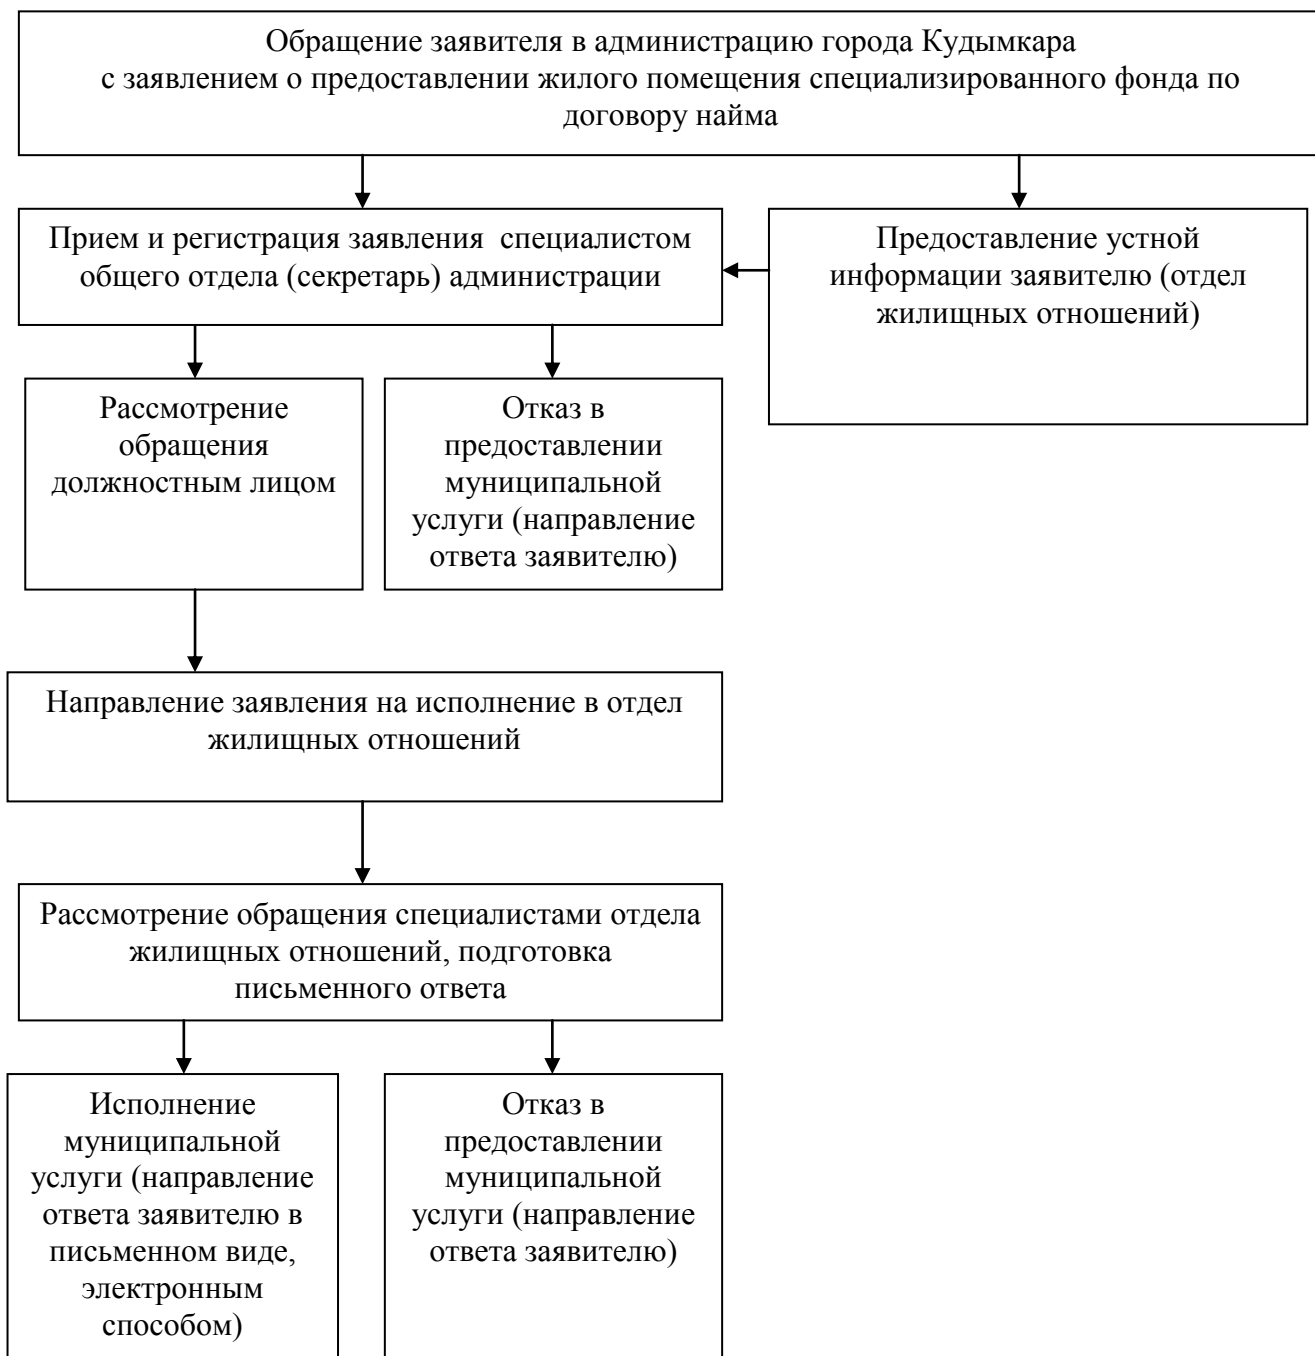 Обращение заявителя в администрацию города Кудымкара
с заявлением о предоставлении жилого помещения специализированного фонда по
договору найма
Прием и регистрация заявления специалистом
общего отдела (секретарь) администрации
Предоставление устной
информации заявителю (отдел
жилищных отношений)
Рассмотрение
обращения
должностным лицом
Отказ в
предоставлении
муниципальной
услуги (направление
ответа заявителю)
Направление заявления на исполнение в отдел
жилищных отношений
Рассмотрение обращения специалистами отдела
жилищных отношений, подготовка
письменного ответа
Исполнение
муниципальной
услуги (направление
ответа заявителю в
письменном виде,
электронным
способом)
Отказ в
предоставлении
муниципальной
услуги (направление
ответа заявителю)